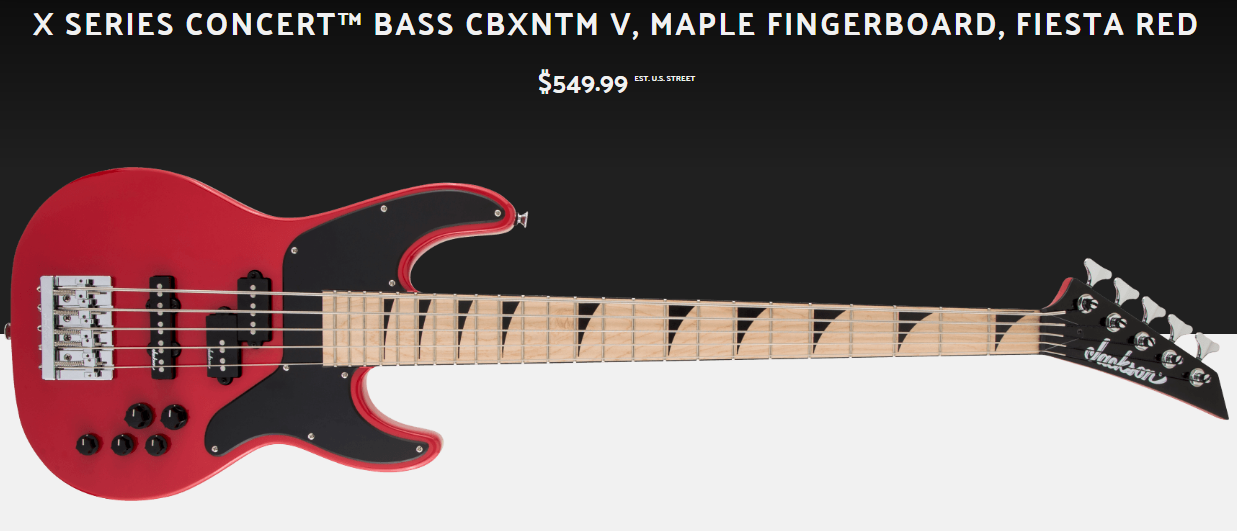 X SERIES CONCERT™ BASS CBXNTM V, MAPLE FINGERBOARD, FIESTA RED
$549.99 EST. U.S. STREET
Jackson